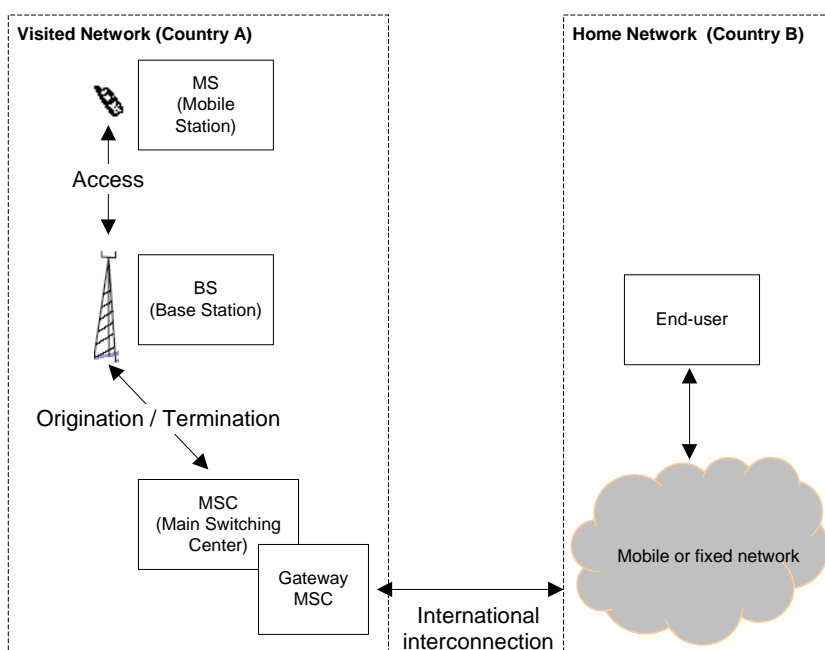 Visited Network (Country A)
MS
(Mobile
Station)
Access
BS
(Base Station)
Origination / Termination
MSC
(Main Switching
Center)
Gateway
MSC
International
interconnection
Home Network (Country B)
End-user
Mobile or fixed network